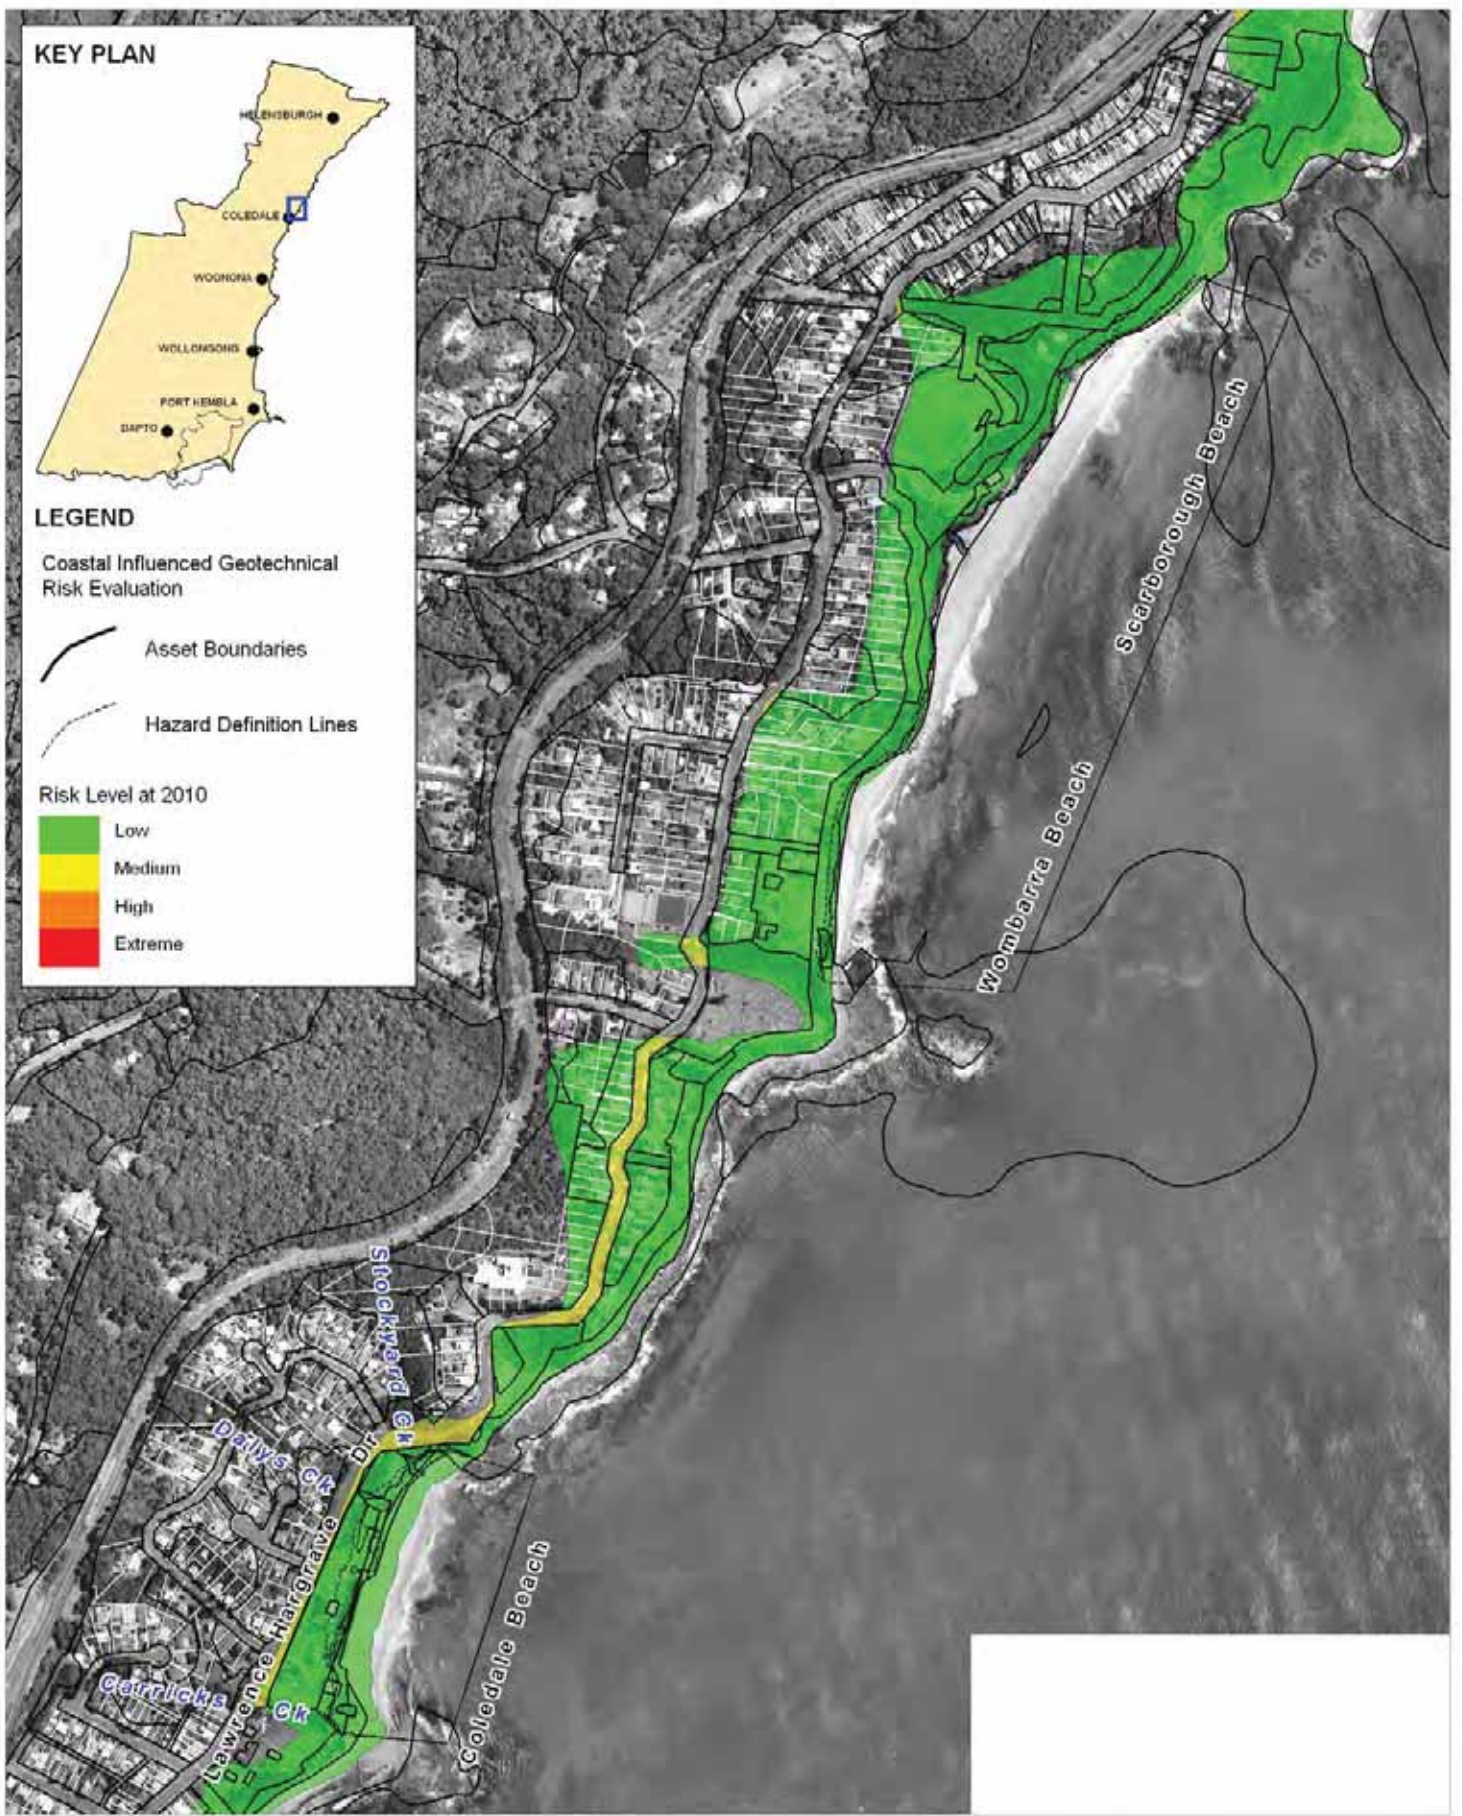 KEY PLAN
HELENSBURGH
COLEDALE
WOONONA
WOLLONGONG
PORT KEMBLA
DAPTO
LEGEND
Coastal Influenced Geotechnical
Risk Evaluation
Asset Boundaries
Hazard Definition Lines
Risk Level at 2010
Low
Medium
High
Extreme
Scarborough Beach
Wombarra Beach
Stockyard Ck
Dalys Ck
Lawrence Hargrave Dr
Carricks Ck
Coledale Beach